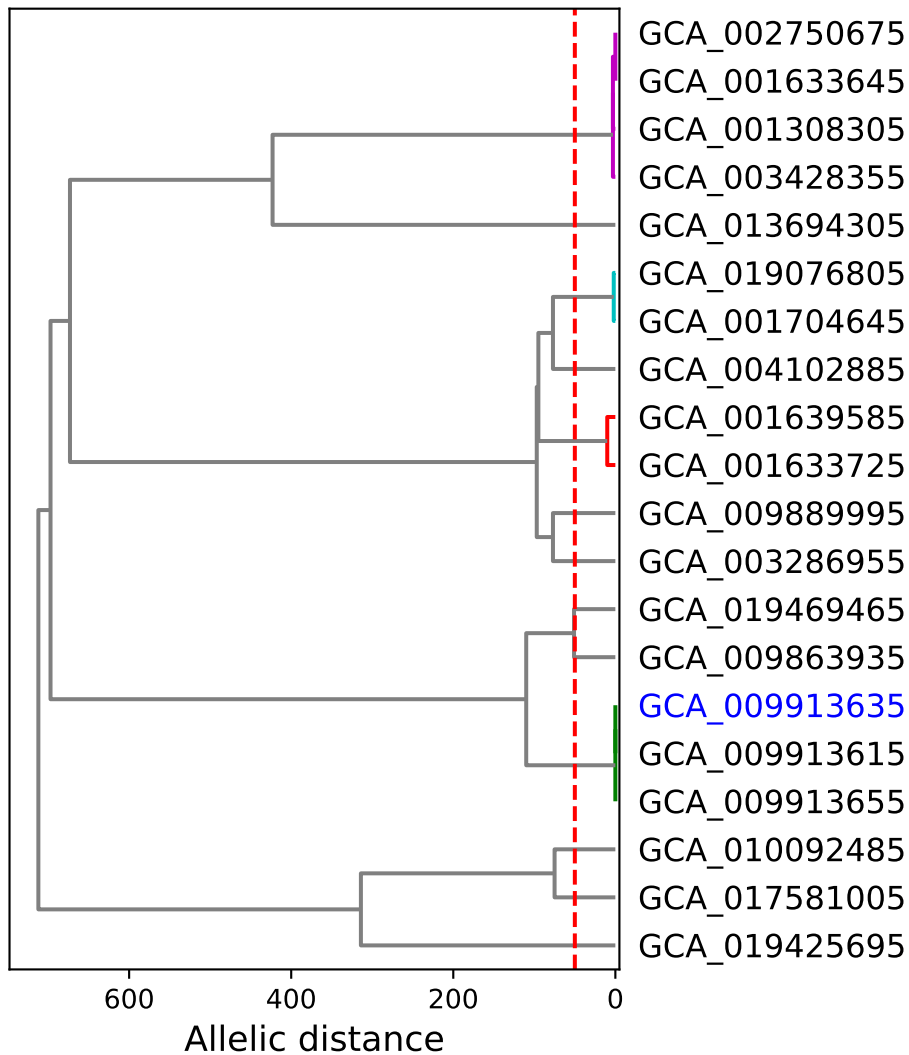 GCA_002750675
GCA_001633645
GCA_001308305
GCA_003428355
GCA_013694305
GCA_019076805
GCA_001704645
GCA_004102885
GCA_001639585
GCA_001633725
GCA_009889995
GCA_003286955
GCA_019469465
GCA_009863935
GCA_009913635
GCA_009913615
GCA_009913655
GCA_010092485
GCA_017581005
GCA_019425695
600 400 200 0
Allelic distance